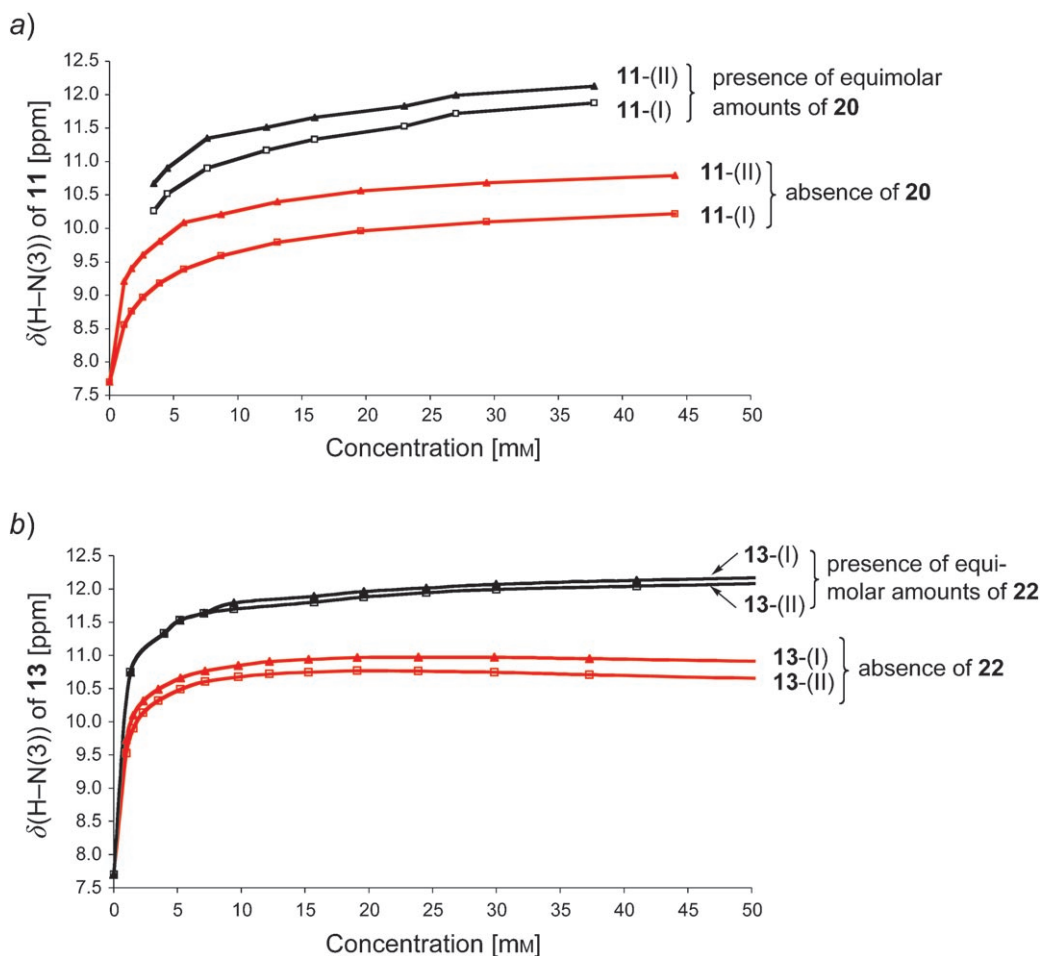 a)
12.5
12.0
11.5
11.0
10.5
10.0
9.5
9.0
8.5
8.0
7.5
δ(H–N(3)) of 11 [ppm]
11-(II)
11-(I)
presence of equimolar
amounts of 20
11-(II)
11-(I)
absence of 20
0 5 10 15 20 25 30 35 40 45 50
Concentration [mM]
b)
12.5
12.0
11.5
11.0
10.5
10.0
9.5
9.0
8.5
8.0
7.5
δ(H–N(3)) of 13 [ppm]
13-(I)
13-(II)
presence of equi-
molar amounts of 22
13-(I)
13-(II)
absence of 22
0 5 10 15 20 25 30 35 40 45 50
Concentration [mM]